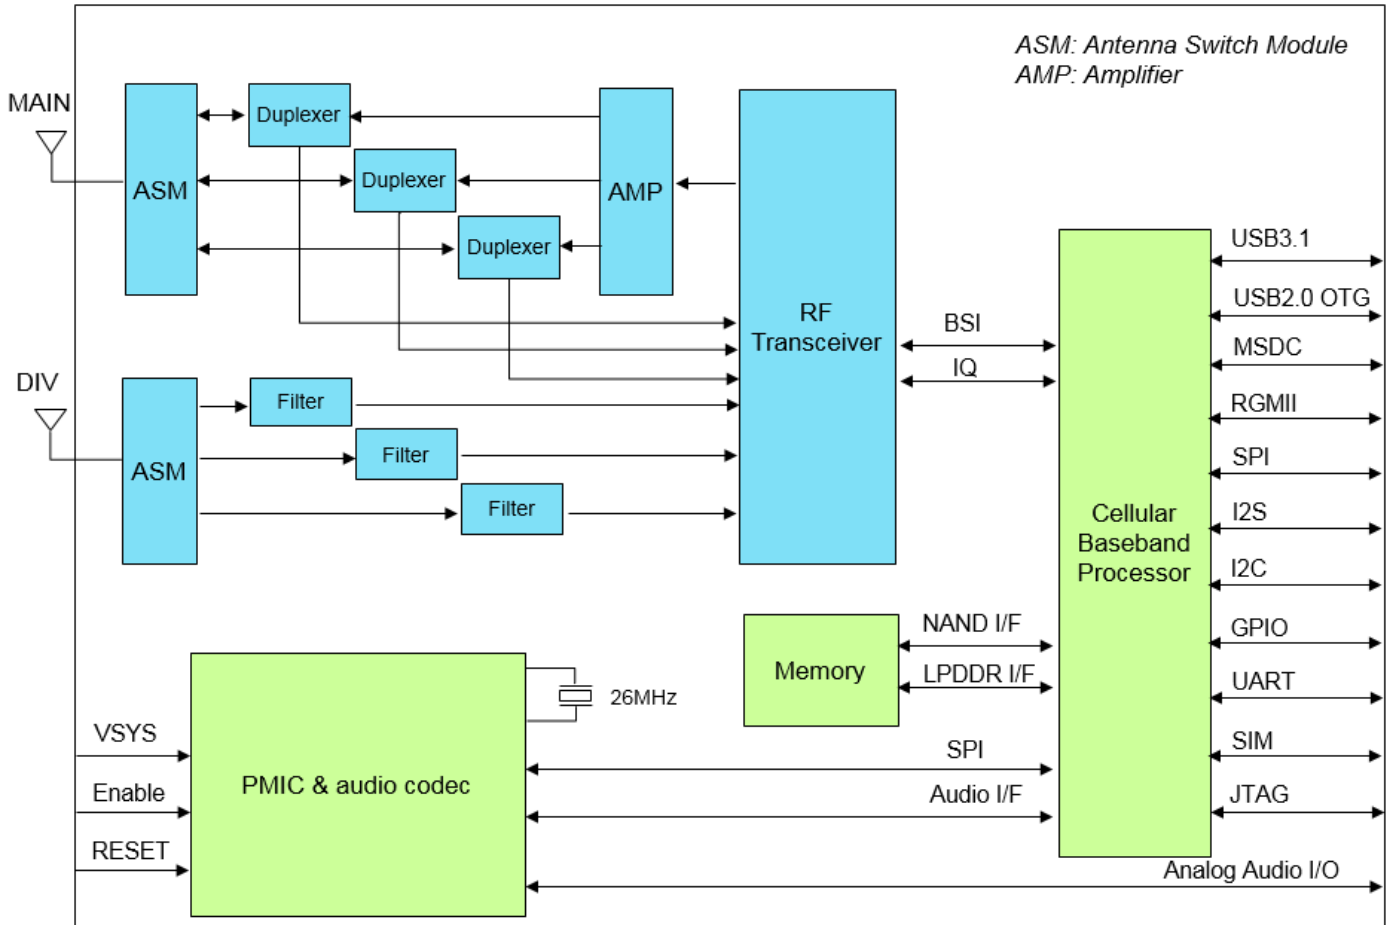 ASM: Antenna Switch Module
AMP: Amplifier
MAIN
ASM
Duplexer
Duplexer
Duplexer
AMP
RF
Transceiver
DIV
ASM
Filter
Filter
Filter
BSI
IQ
Cellular
Baseband
Processor
USB3.1
USB2.0 OTG
MSDC
RGMII
SPI
I2S
I2C
GPIO
UART
SIM
JTAG
Analog Audio I/O
Memory
NAND I/F
LPDDR I/F
SPI
Audio I/F
26MHz
PMIC & audio codec
VSYS
Enable
RESET